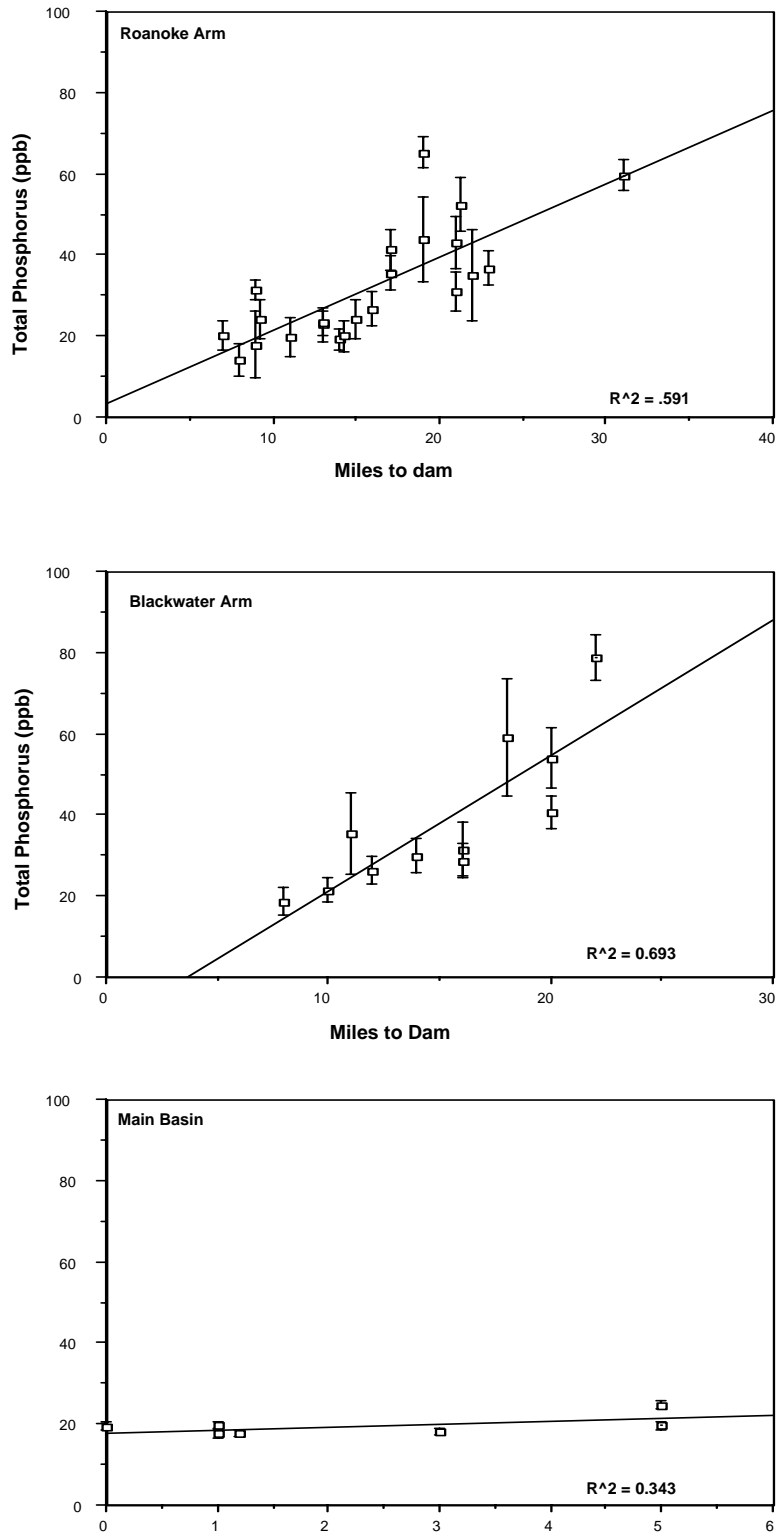 100
Roanoke Arm
80
60
40
20
0
Total Phosphorus (ppb)
R^2 = .591
0 10 20 30 40
Miles to dam
100
Blackwater Arm
80
60
40
20
0
Total Phosphorus (ppb)
R^2 = 0.693
0 10 20 30
Miles to Dam
100
Main Basin
80
60
40
20
0
R^2 = 0.343
0 1 2 3 4 5 6